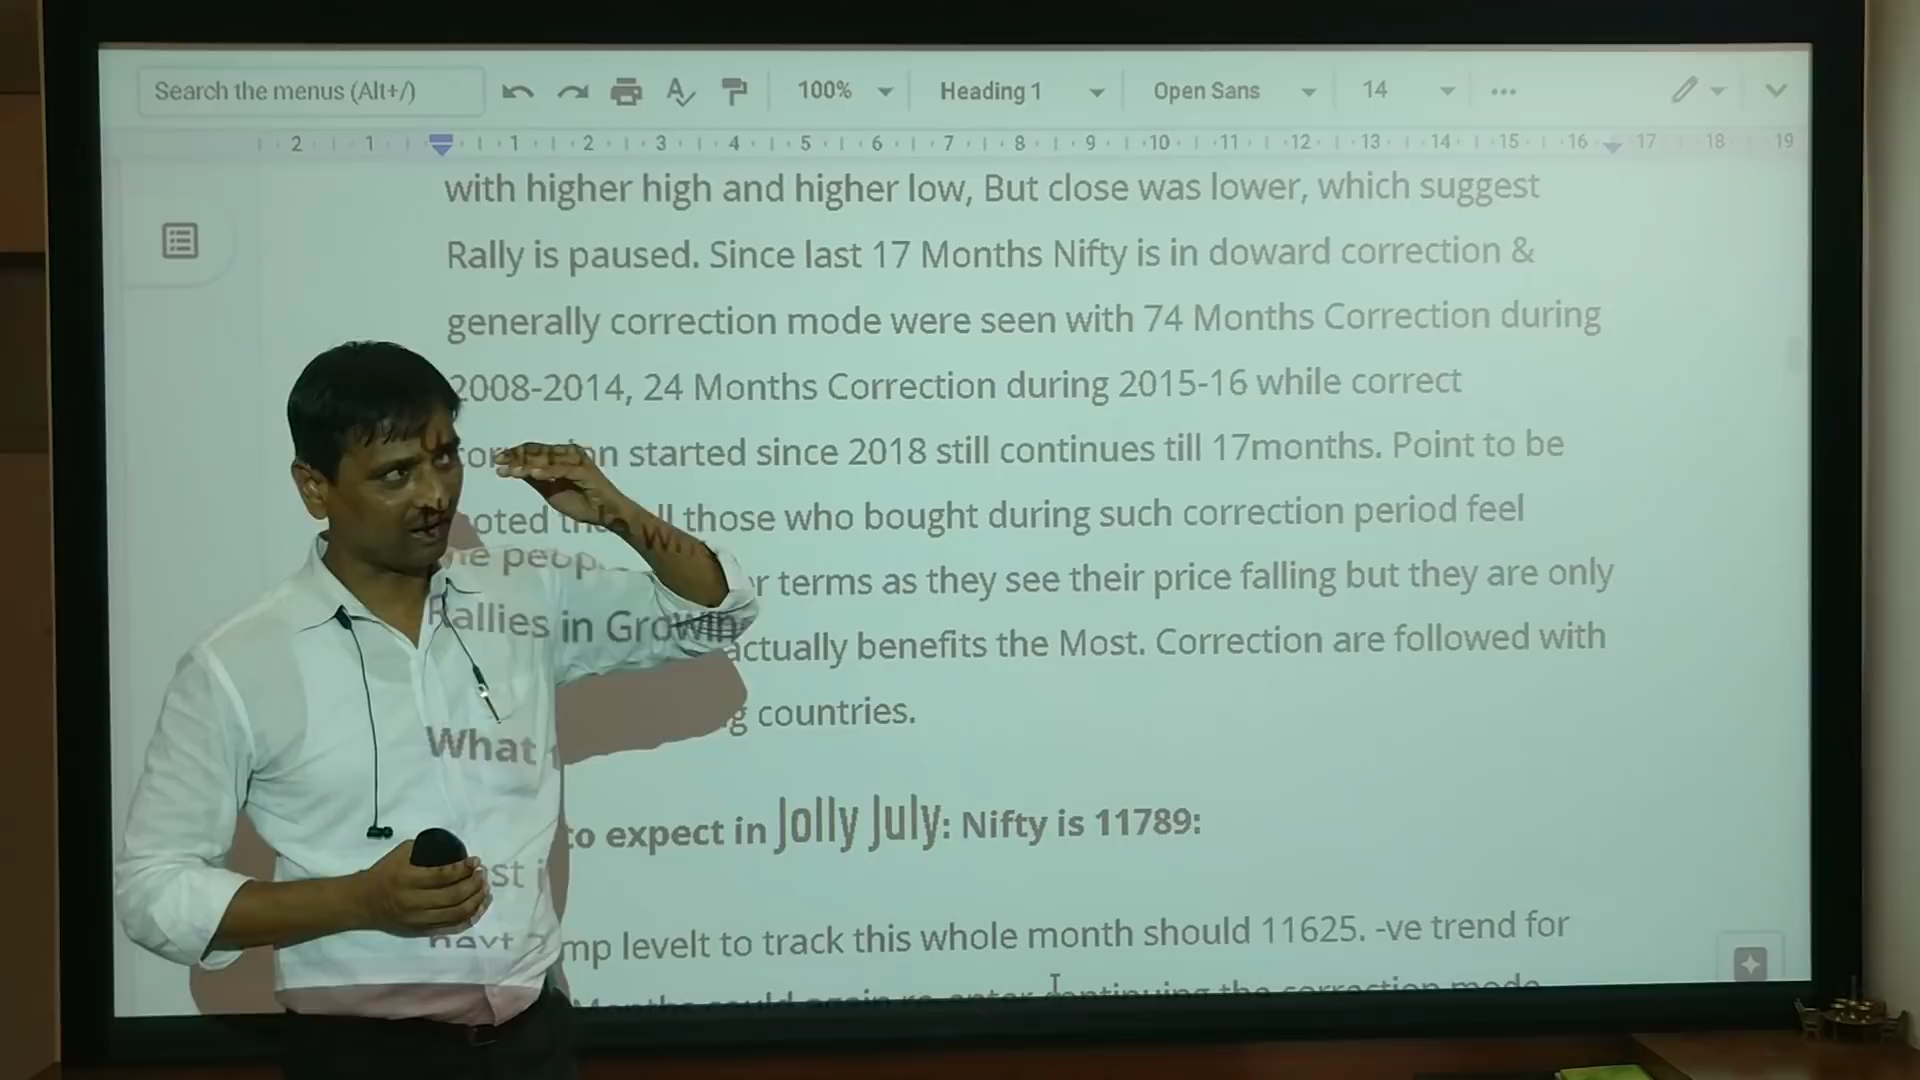 Search the menus (Alt+/) 100% Heading 1 Open Sans 14
2 1 1 2 3 4 5 6 7 8 9 10 11 12 13 14 15 16 17 18 19
with higher high and higher low, But close was lower, which suggest
Rally is paused. Since last 17 Months Nifty is in doward correction &
generally correction mode were seen with 74 Months Correction during
2008-2014, 24 Months Correction during 2015-16 while correct
started since 2018 still continues till 17months. Point to be
those who bought during such correction period feel
terms as they see their price falling but they are only
actually benefits the Most. Correction are followed with
Rallies in Growing countries.
What to expect in Jolly July: Nifty is 11789:
levelt to track this whole month should 11625. -ve trend for
continuing the correction mode